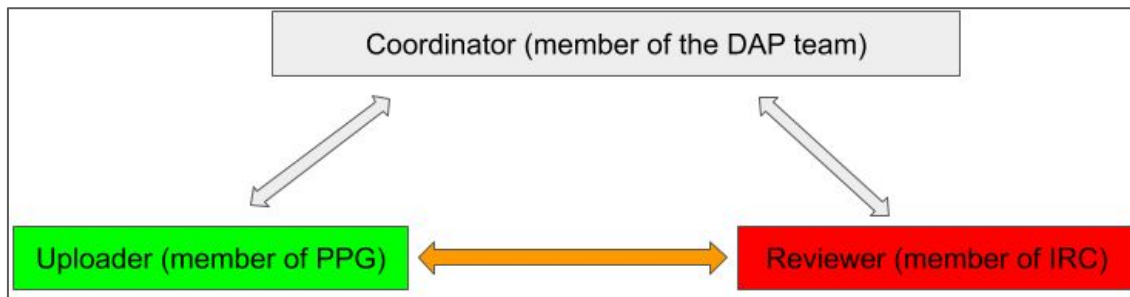 Coordinator (member of the DAP team)
Uploader (member of PPG)
Reviewer (member of IRC)